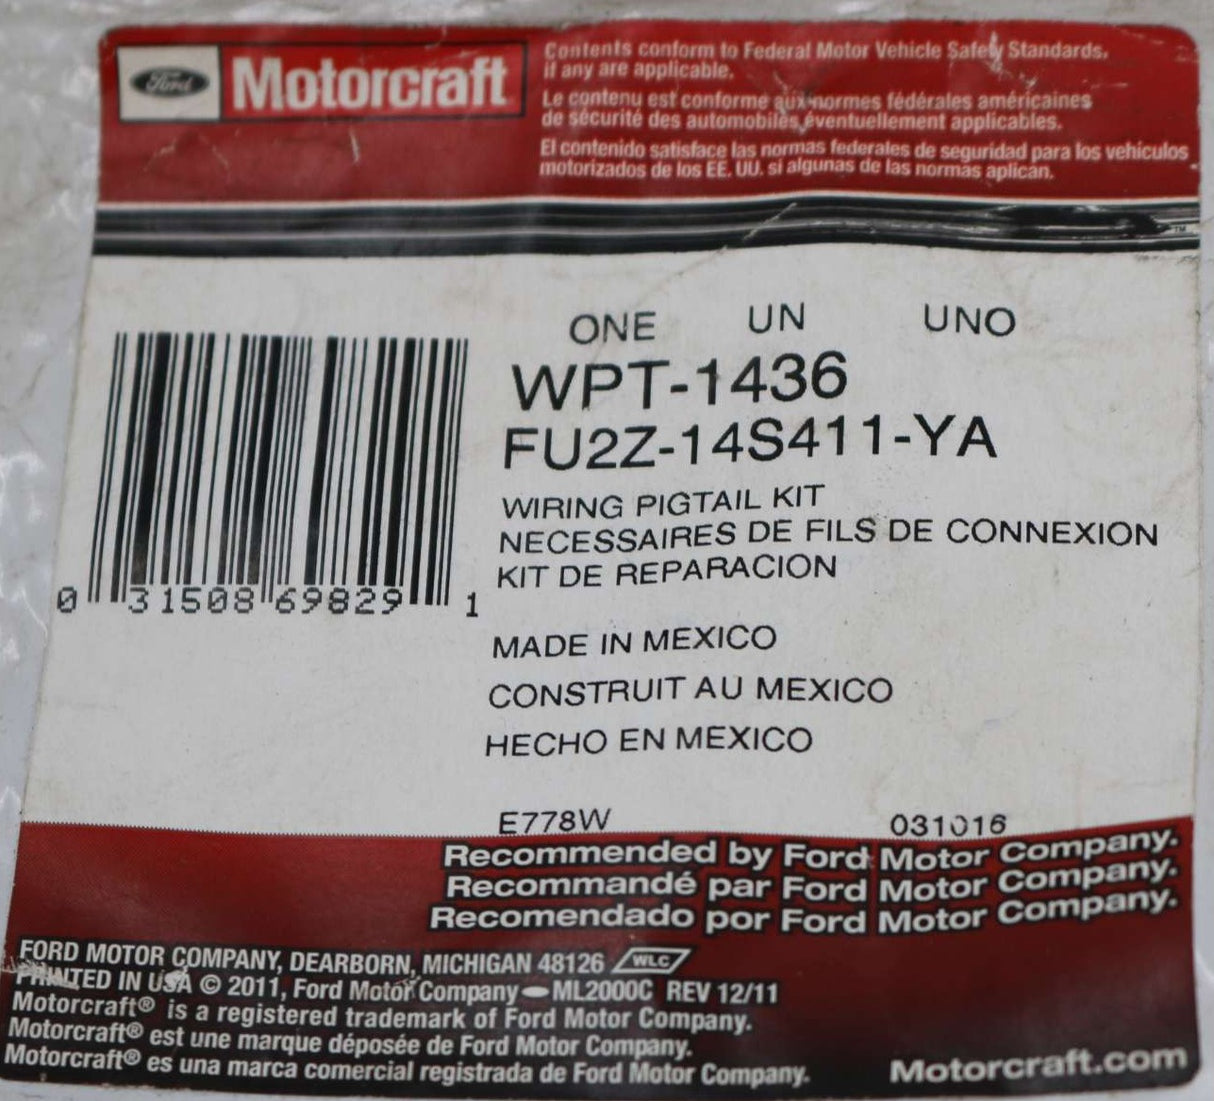 Ford
Motorcraft
Contents conform to Federal Motor Vehicle Safety Standards,
if any are applicable.
Le contenu est conforme aux normes fédérales américaines
de sécurité des automobiles, éventuellement applicables.
El contenido satisface las normas federales de seguridad para los vehículos
motorizados de los EE. UU. si algunas de las normas aplican.
TM
ONE UN UNO
WPT-1436
FU2Z-14S411-YA
WIRING PIGTAIL KIT
NECESSAIRES DE FILS DE CONNEXION
KIT DE REPARACION
0 31508 69829 1
MADE IN MEXICO
CONSTRUIT AU MEXICO
HECHO EN MEXICO
E778W 031016
Recommended by Ford Motor Company.
Recommandé par Ford Motor Company.
Recomendado por Ford Motor Company.
FORD MOTOR COMPANY, DEARBORN, MICHIGAN 48126 WLC
PRINTED IN USA © 2011, Ford Motor Company — ML2000C REV 12/11
Motorcraft® is a registered trademark of Ford Motor Company.
Motorcraft® est une marque déposée de Ford Motor Company.
Motorcraft® es una marca comercial registrada de Ford Motor Company.
Motorcraft.com